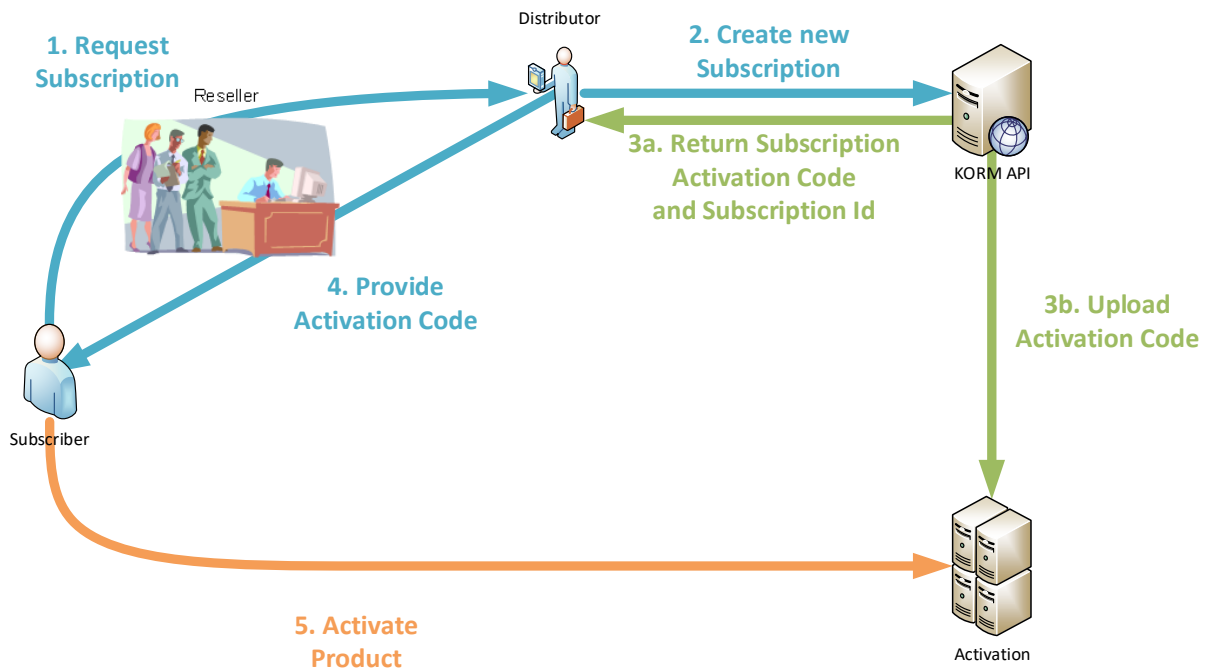 Distributor
1. Request
Subscription
2. Create new
Subscription
Reseller
3a. Return Subscription
Activation Code
and Subscription Id
KORM API
4. Provide
Activation Code
3b. Upload
Activation Code
Subscriber
5. Activate
Product
Activation